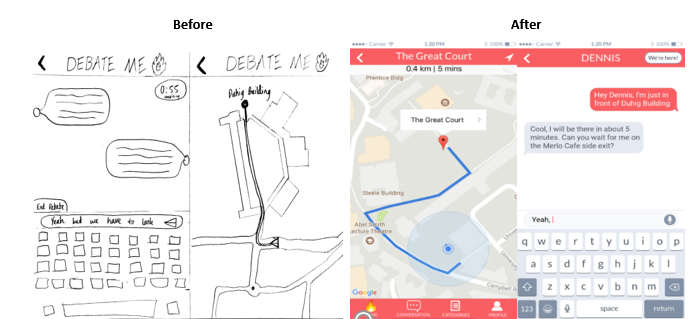 Before
After
DEBATE ME
0:55
End Debate
Yeah but we have to look
DEBATE ME
Duhig Building
Carrier
1:20 PM
100%
The Great Court
0.4 km | 5 mins
Prentice Bldg
The Great Court
Steele Building
Abel Smith
Lecture Theatre
Google
CONVERSATION
CATEGORIES
PROFILE
Carrier
1:20 PM
100%
DENNIS
We're here!
Hey Dennis, I'm just in
front of Duhig Building
Cool, I will be there in about 5
minutes. Can you wait for me on
the Merlo Cafe side exit?
Yeah,
q w e r t y u i o p
a s d f g h j k l
z x c v b n m
123
space
return